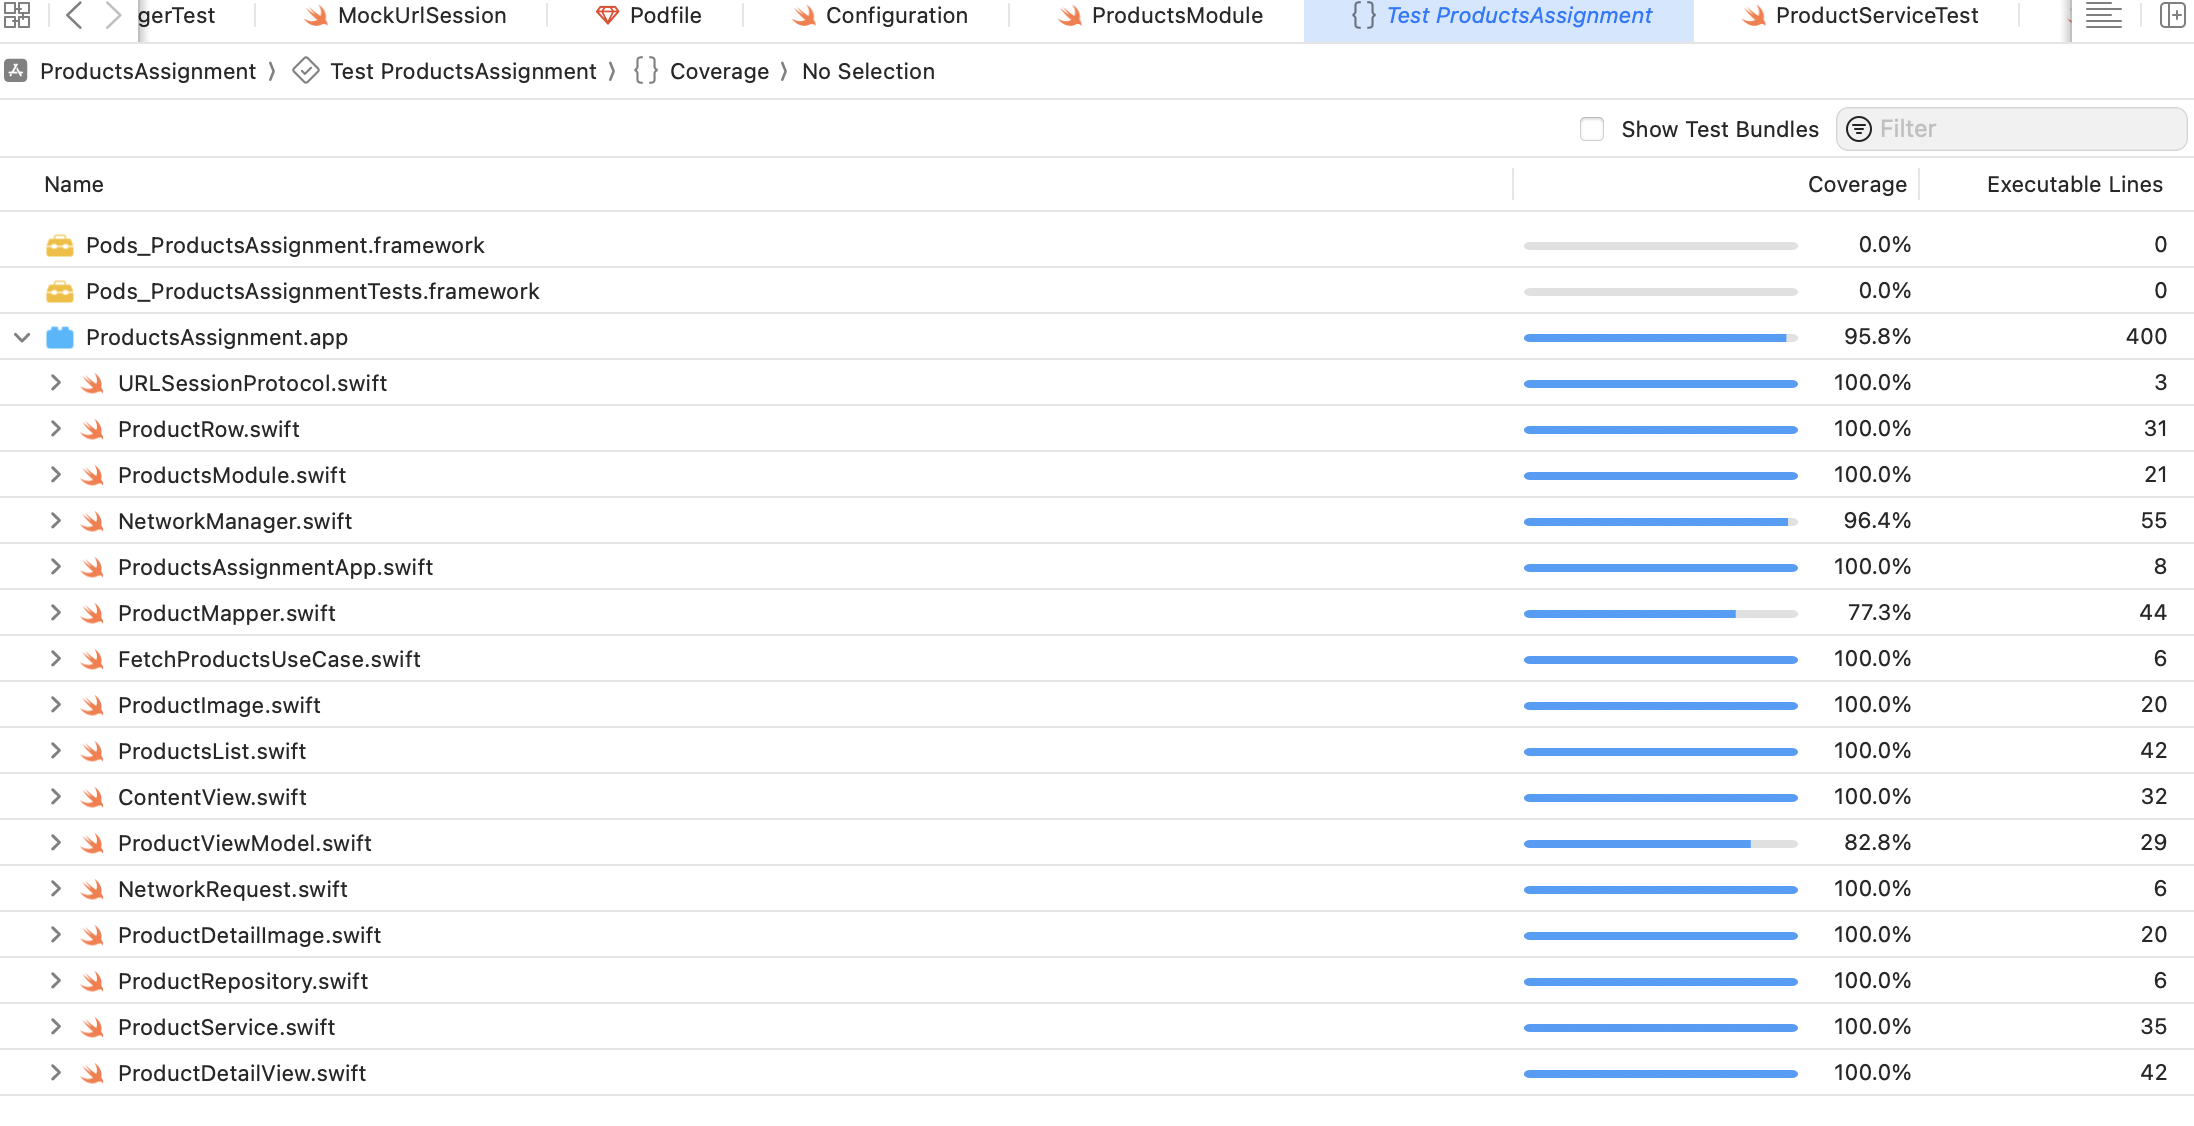 gerTest MockUrlSession Podfile Configuration ProductsModule {} Test ProductsAssignment ProductServiceTest
ProductsAssignment 〉 Test ProductsAssignment 〉 {} Coverage 〉 No Selection
Show Test Bundles Filter
Name Coverage Executable Lines
Pods_ProductsAssignment.framework 0.0% 0
Pods_ProductsAssignmentTests.framework 0.0% 0
ProductsAssignment.app 95.8% 400
URLSessionProtocol.swift 100.0% 3
ProductRow.swift 100.0% 31
ProductsModule.swift 100.0% 21
NetworkManager.swift 96.4% 55
ProductsAssignmentApp.swift 100.0% 8
ProductMapper.swift 77.3% 44
FetchProductsUseCase.swift 100.0% 6
ProductImage.swift 100.0% 20
ProductsList.swift 100.0% 42
ContentView.swift 100.0% 32
ProductViewModel.swift 82.8% 29
NetworkRequest.swift 100.0% 6
ProductDetailImage.swift 100.0% 20
ProductRepository.swift 100.0% 6
ProductService.swift 100.0% 35
ProductDetailView.swift 100.0% 42